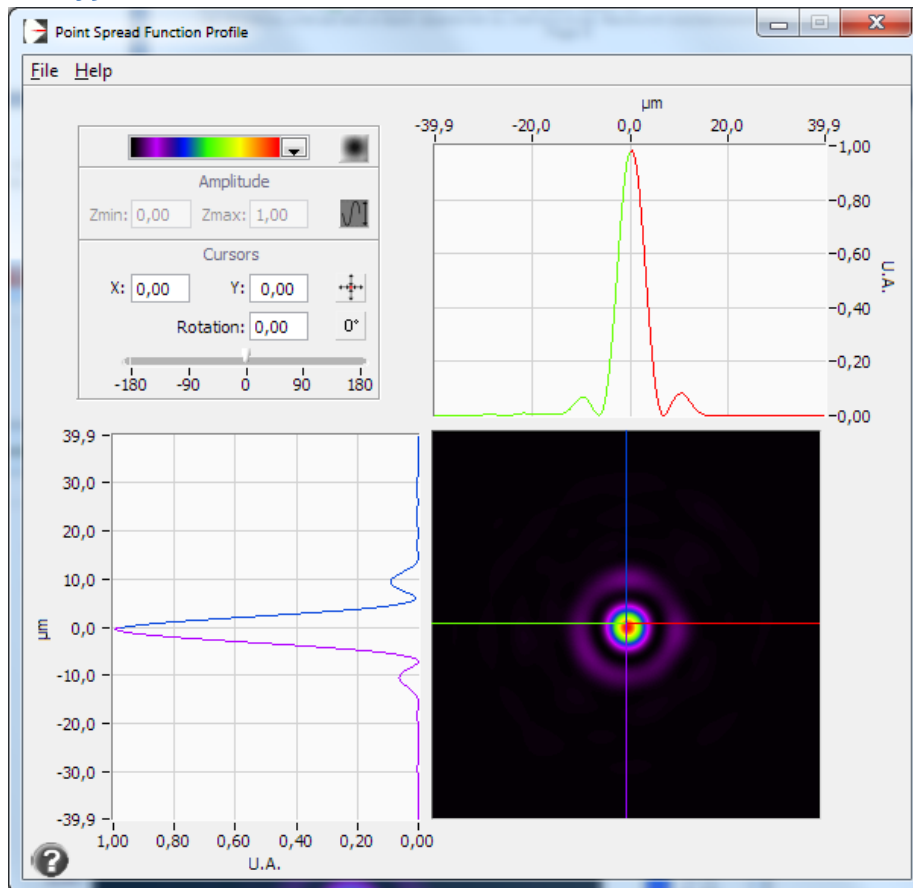 Point Spread Function Profile
File Help
Amplitude
Zmin: 0,00 Zmax: 1,00
Cursors
X: 0,00 Y: 0,00
Rotation: 0,00 0°
-180 -90 0 90 180
µm
-39,9 -20,0 0,0 20,0 39,9
1,00
0,80
0,60
0,40
0,20
0,00
U.A.
39,9
30,0
20,0
10,0
0,0
-10,0
-20,0
-30,0
-39,9
µm
1,00 0,80 0,60 0,40 0,20 0,00
U.A.
?